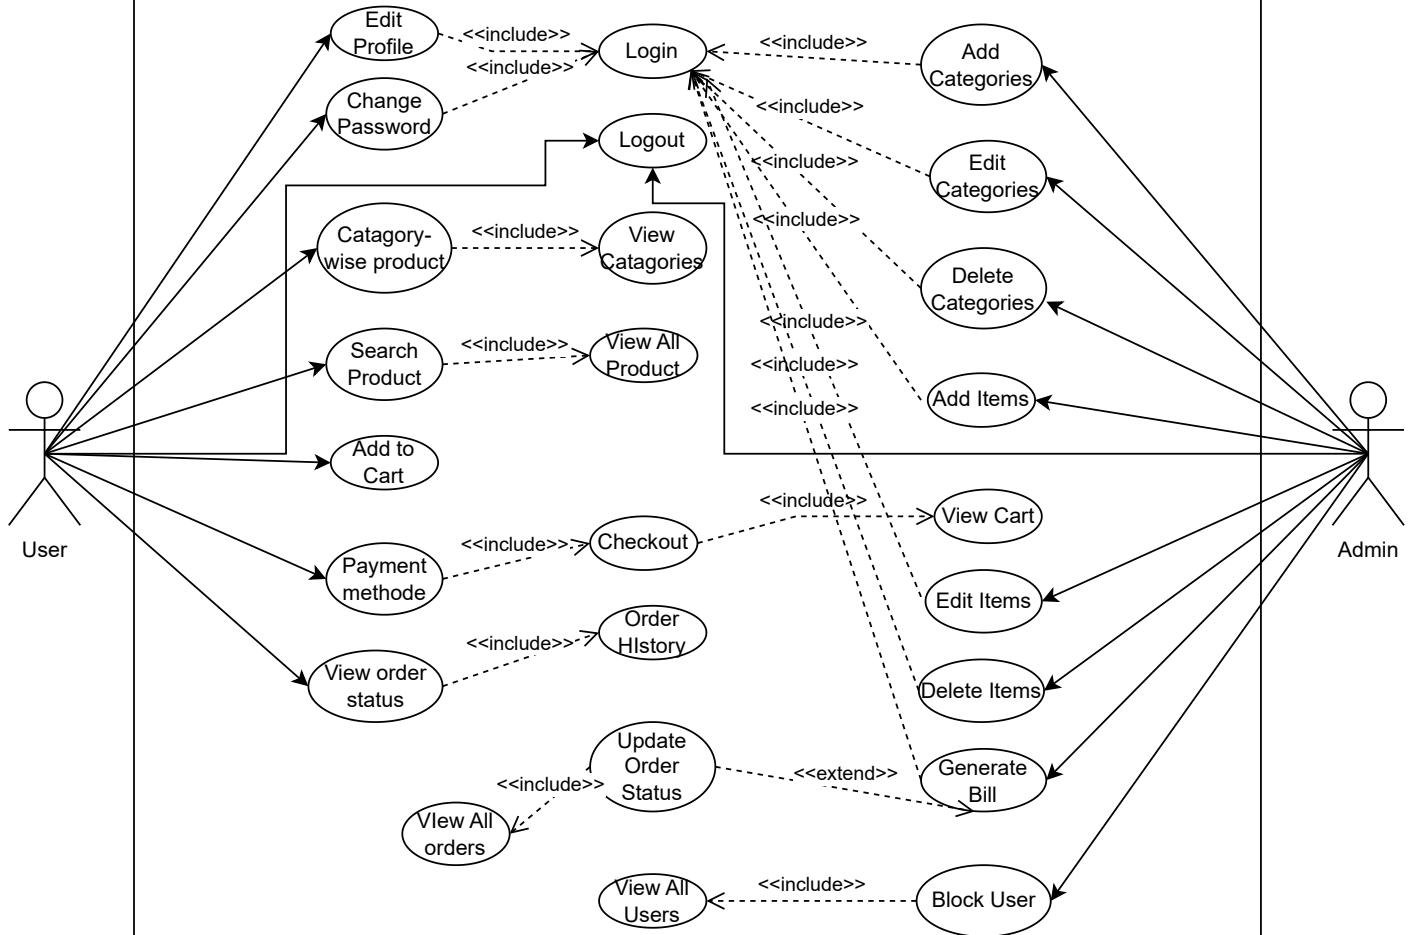 Edit
Profile
<<include>>
Login
<<include>>
Add
Categories
<<include>>
Change
Password
<<include>>
Logout
Edit
Categories
<<include>>
Catagory-
wise product
<<include>>
View
Catagories
<<include>>
Delete
Categories
<<include>>
Search
Product
<<include>>
View All
Product
<<include>>
<<include>>
Add Items
<<include>>
Add to
Cart
User
Admin
Payment
methode
<<include>>
Checkout
<<include>>
View Cart
Edit Items
View order
status
<<include>>
Order
HIstory
Delete Items
Update
Order
Status
<<extend>>
Generate
Bill
<<include>>
VIew All
orders
View All
Users
<<include>>
Block User